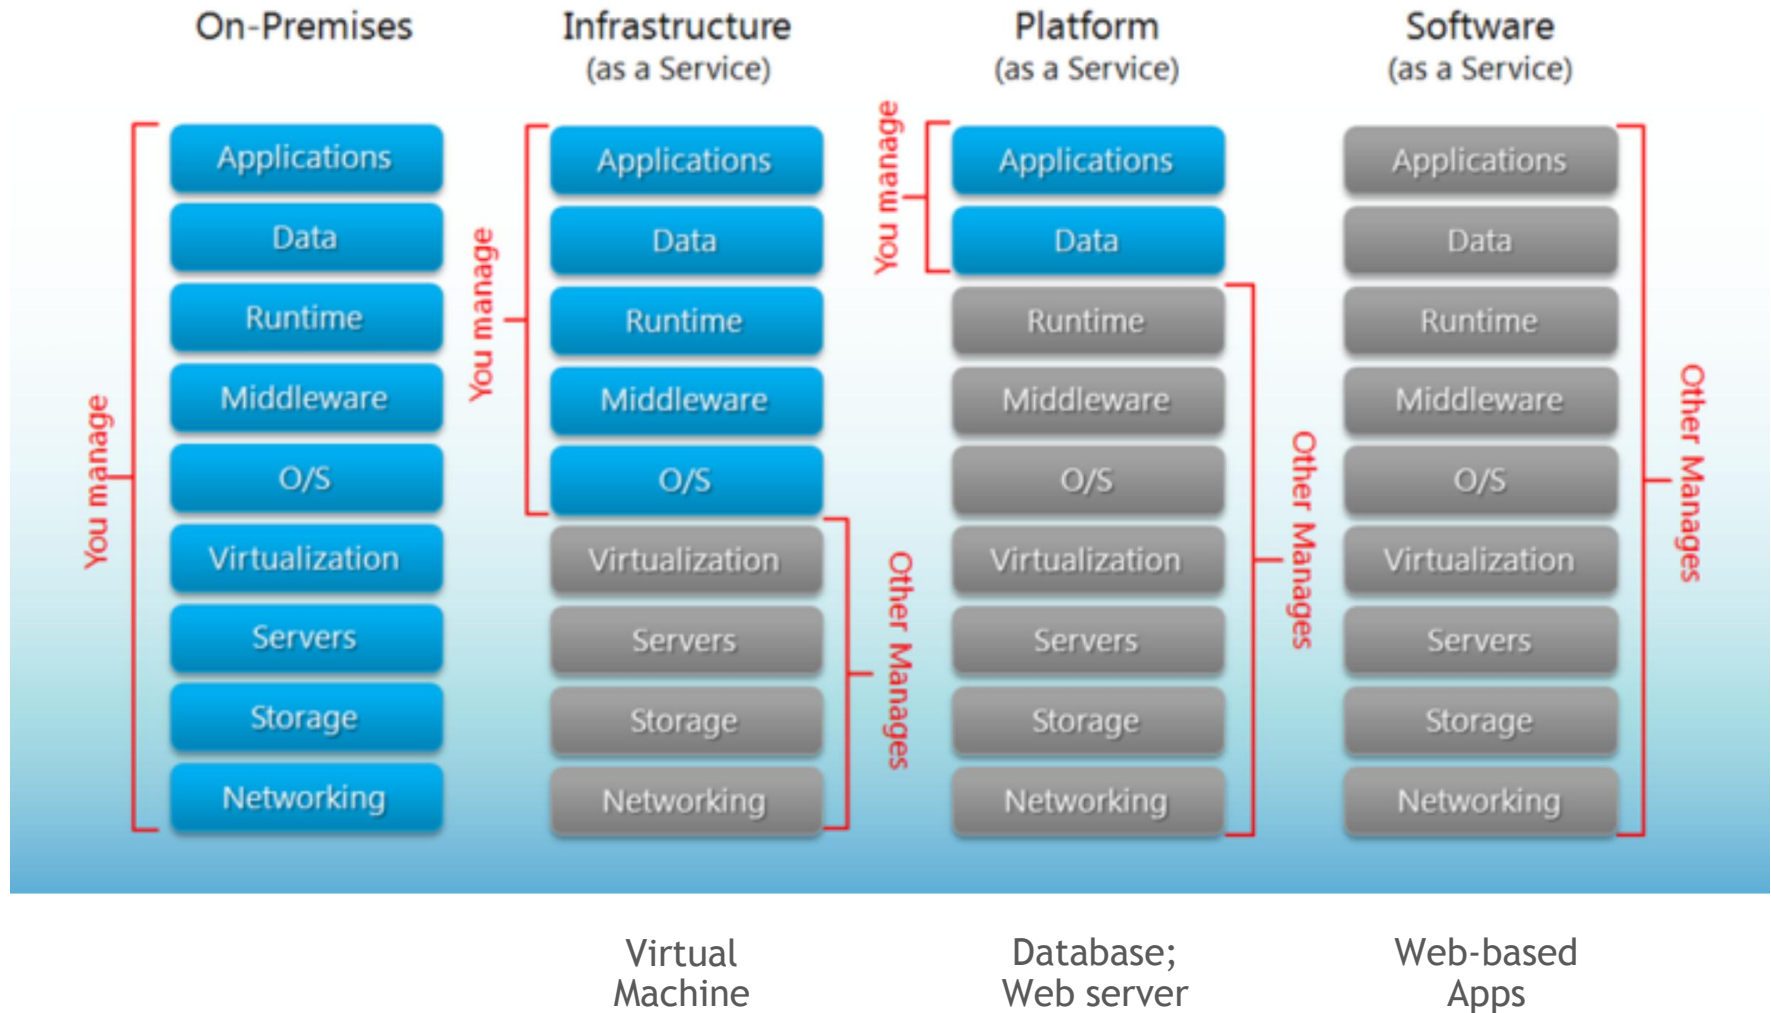 On-Premises
You manage
Applications
Data
Runtime
Middleware
O/S
Virtualization
Servers
Storage
Networking
Infrastructure
(as a Service)
You manage
Applications
Data
Runtime
Middleware
O/S
Virtualization
Servers
Storage
Networking
Other Manages
Virtual
Machine
Platform
(as a Service)
You manage
Applications
Data
Runtime
Middleware
O/S
Virtualization
Servers
Storage
Networking
Other Manages
Database;
Web server
Software
(as a Service)
Applications
Data
Runtime
Middleware
O/S
Virtualization
Servers
Storage
Networking
Other Manages
Web-based
Apps